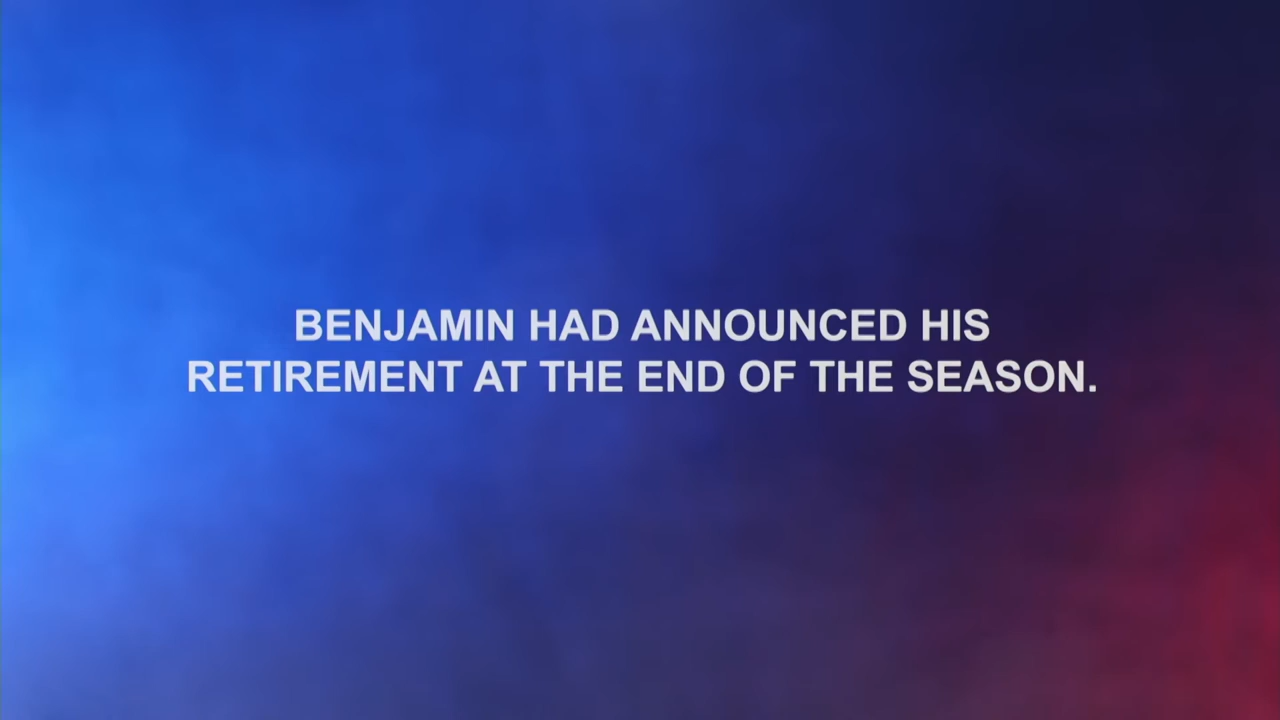 BENJAMIN HAD ANNOUNCED HIS
RETIREMENT AT THE END OF THE SEASON.